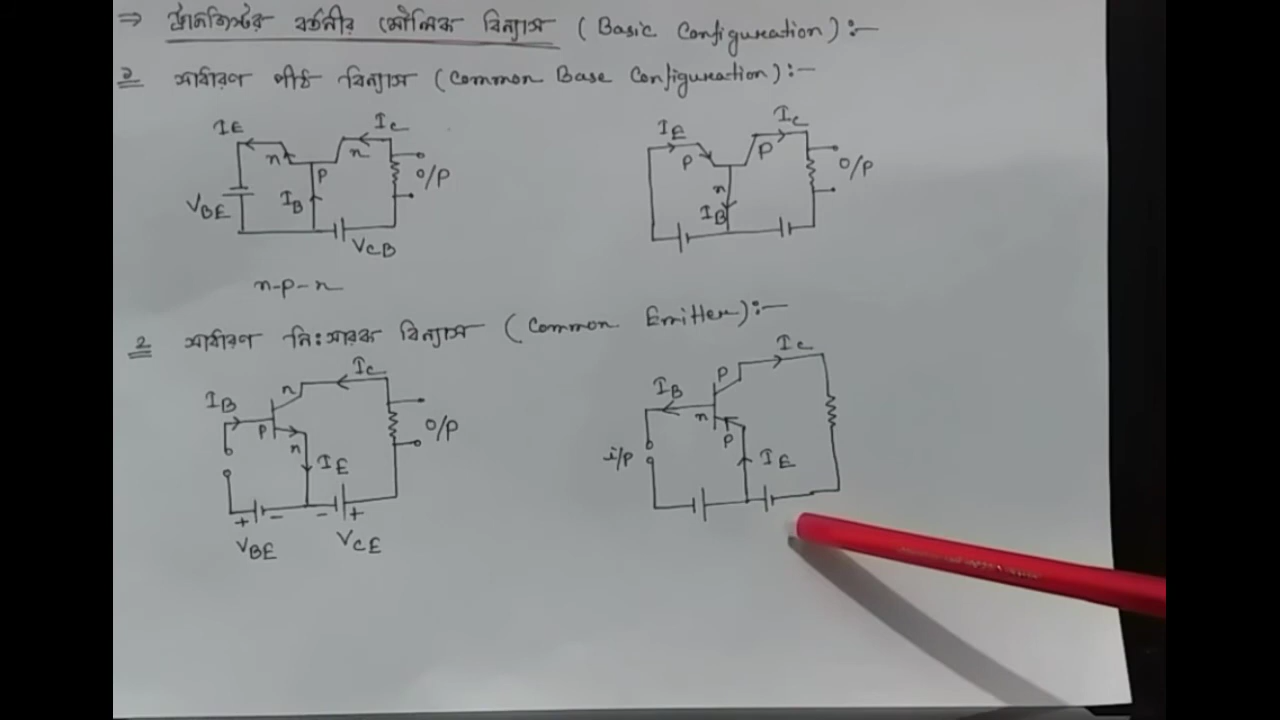 ⇒ ট্রানজিস্টর বর্তনীর মৌলিক বিন্যাস (Basic Configuration):-
১ সাধারণ পীঠ বিন্যাস (Common Base Configuration):-
IE
Ic
n
n
P
IB
VBE
VCB
O/P
n-p-n
IE
Ic
P
P
n
IB
O/P
২ সাধারণ নিঃসারক বিন্যাস (Common Emitter):-
IB
n
Ic
P
n
IE
O/P
+ - - +
VBE
VCE
IB
P
Ic
n
P
i/p
IE